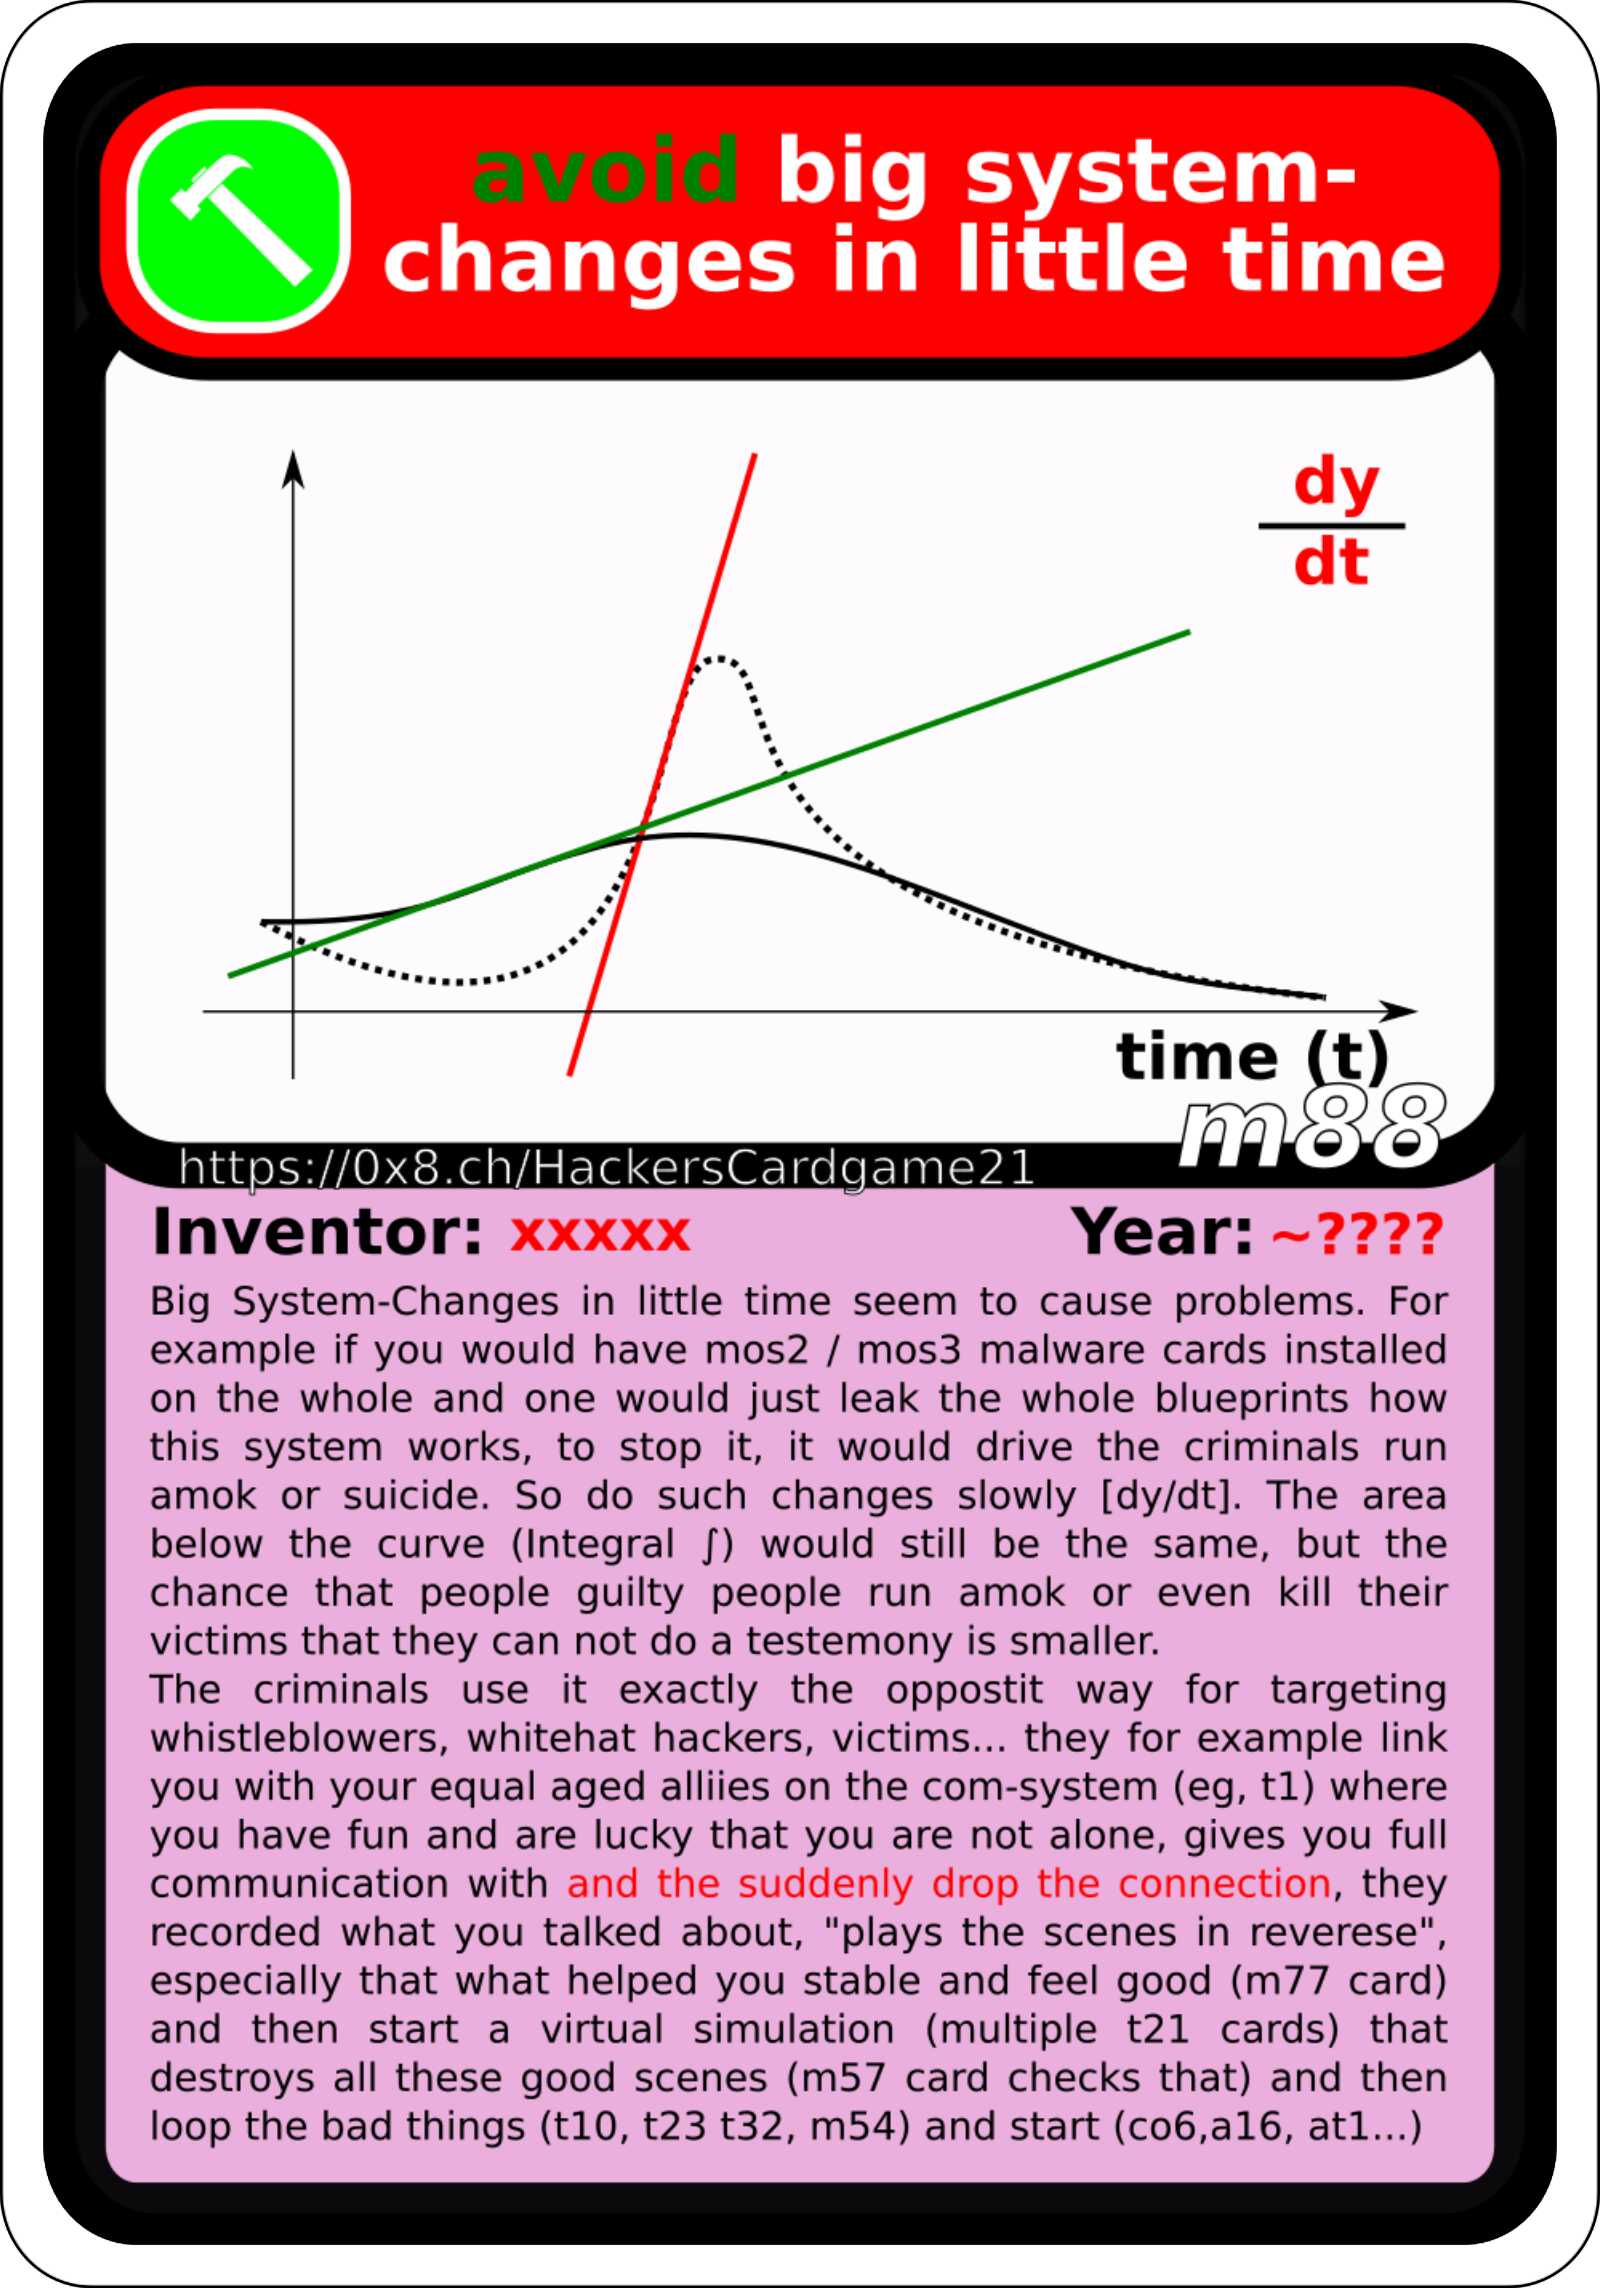 avoid big system-
changes in little time
dy
dt
time (t)
m88
https://0x8.ch/HackersCardgame21
Inventor: xxxxx Year: ~????
Big System-Changes in little time seem to cause problems. For
example if you would have mos2 / mos3 malware cards installed
on the whole and one would just leak the whole blueprints how
this system works, to stop it, it would drive the criminals run
amok or suicide. So do such changes slowly [dy/dt]. The area
below the curve (Integral ∫) would still be the same, but the
chance that people guilty people run amok or even kill their
victims that they can not do a testemony is smaller.
The criminals use it exactly the oppostit way for targeting
whistleblowers, whitehat hackers, victims... they for example link
you with your equal aged alliies on the com-system (eg, t1) where
you have fun and are lucky that you are not alone, gives you full
communication with and the suddenly drop the connection, they
recorded what you talked about, "plays the scenes in reverese",
especially that what helped you stable and feel good (m77 card)
and then start a virtual simulation (multiple t21 cards) that
destroys all these good scenes (m57 card checks that) and then
loop the bad things (t10, t23 t32, m54) and start (co6,a16, at1...)